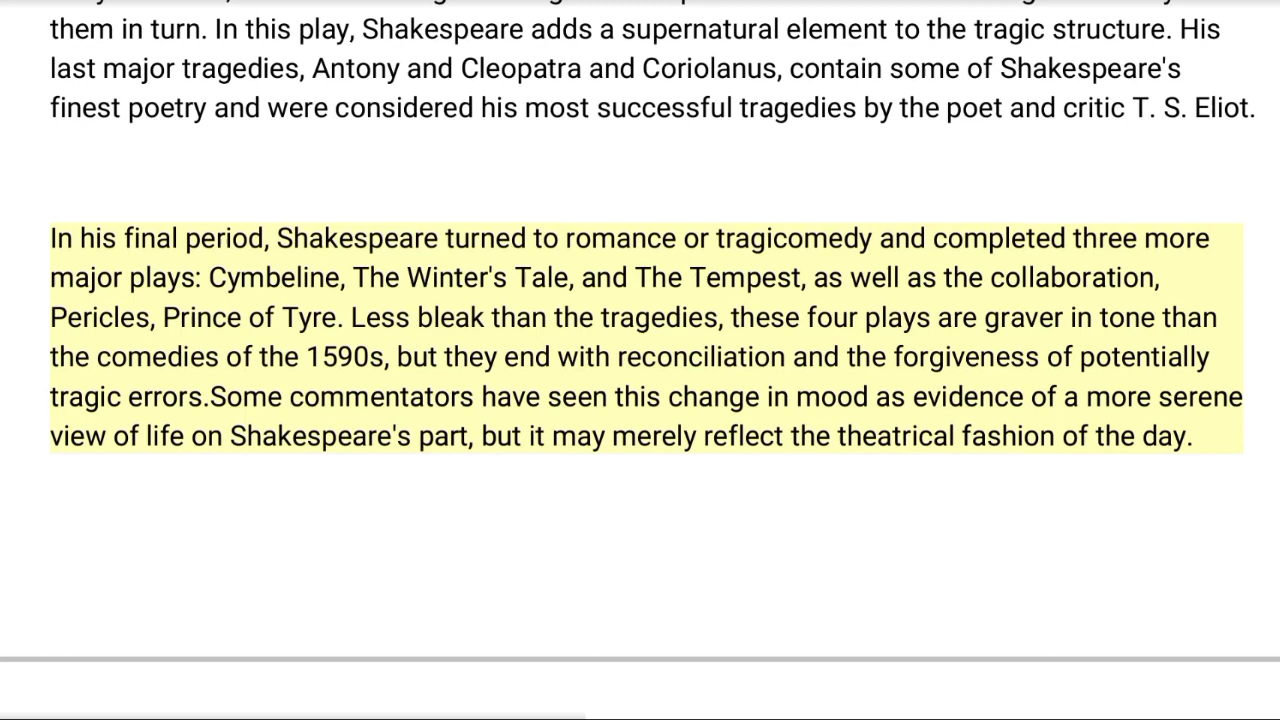 them in turn. In this play, Shakespeare adds a supernatural element to the tragic structure. His
last major tragedies, Antony and Cleopatra and Coriolanus, contain some of Shakespeare's
finest poetry and were considered his most successful tragedies by the poet and critic T. S. Eliot.
In his final period, Shakespeare turned to romance or tragicomedy and completed three more
major plays: Cymbeline, The Winter's Tale, and The Tempest, as well as the collaboration,
Pericles, Prince of Tyre. Less bleak than the tragedies, these four plays are graver in tone than
the comedies of the 1590s, but they end with reconciliation and the forgiveness of potentially
tragic errors.Some commentators have seen this change in mood as evidence of a more serene
view of life on Shakespeare's part, but it may merely reflect the theatrical fashion of the day.